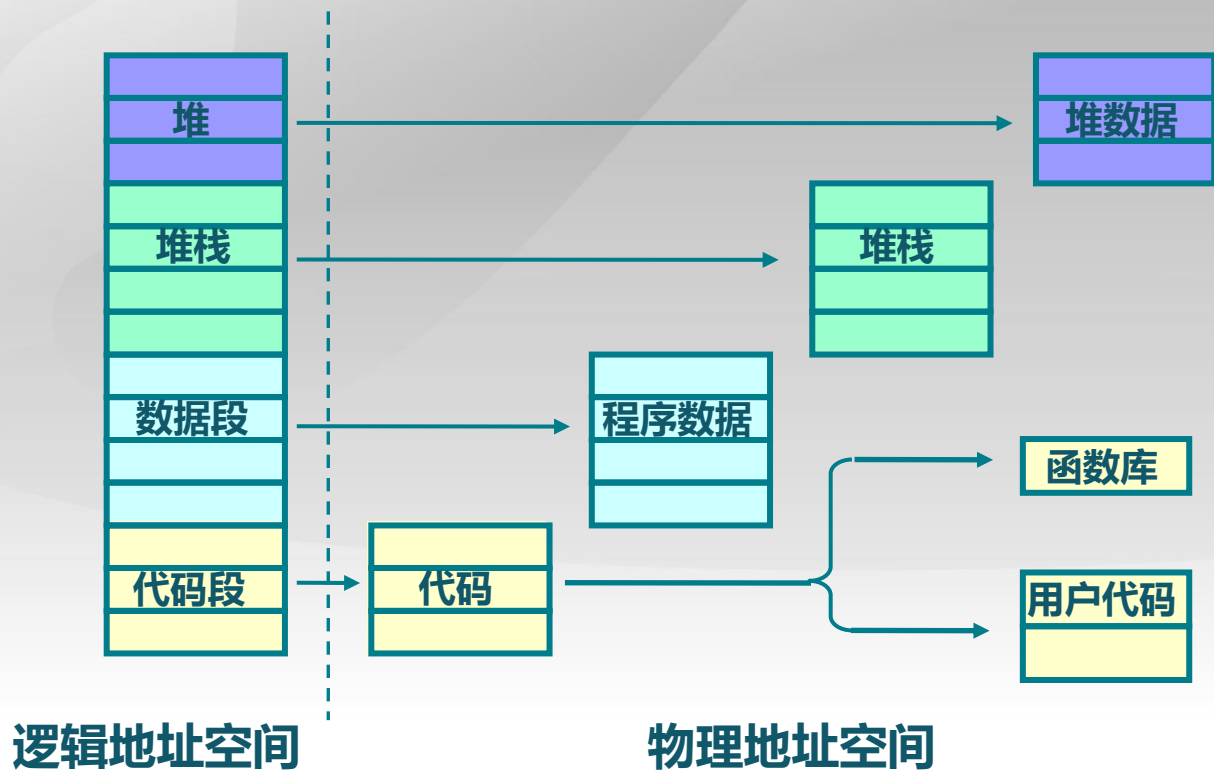 堆
堆数据
堆栈
堆栈
数据段
程序数据
函数库
代码段
代码
用户代码
逻辑地址空间
物理地址空间